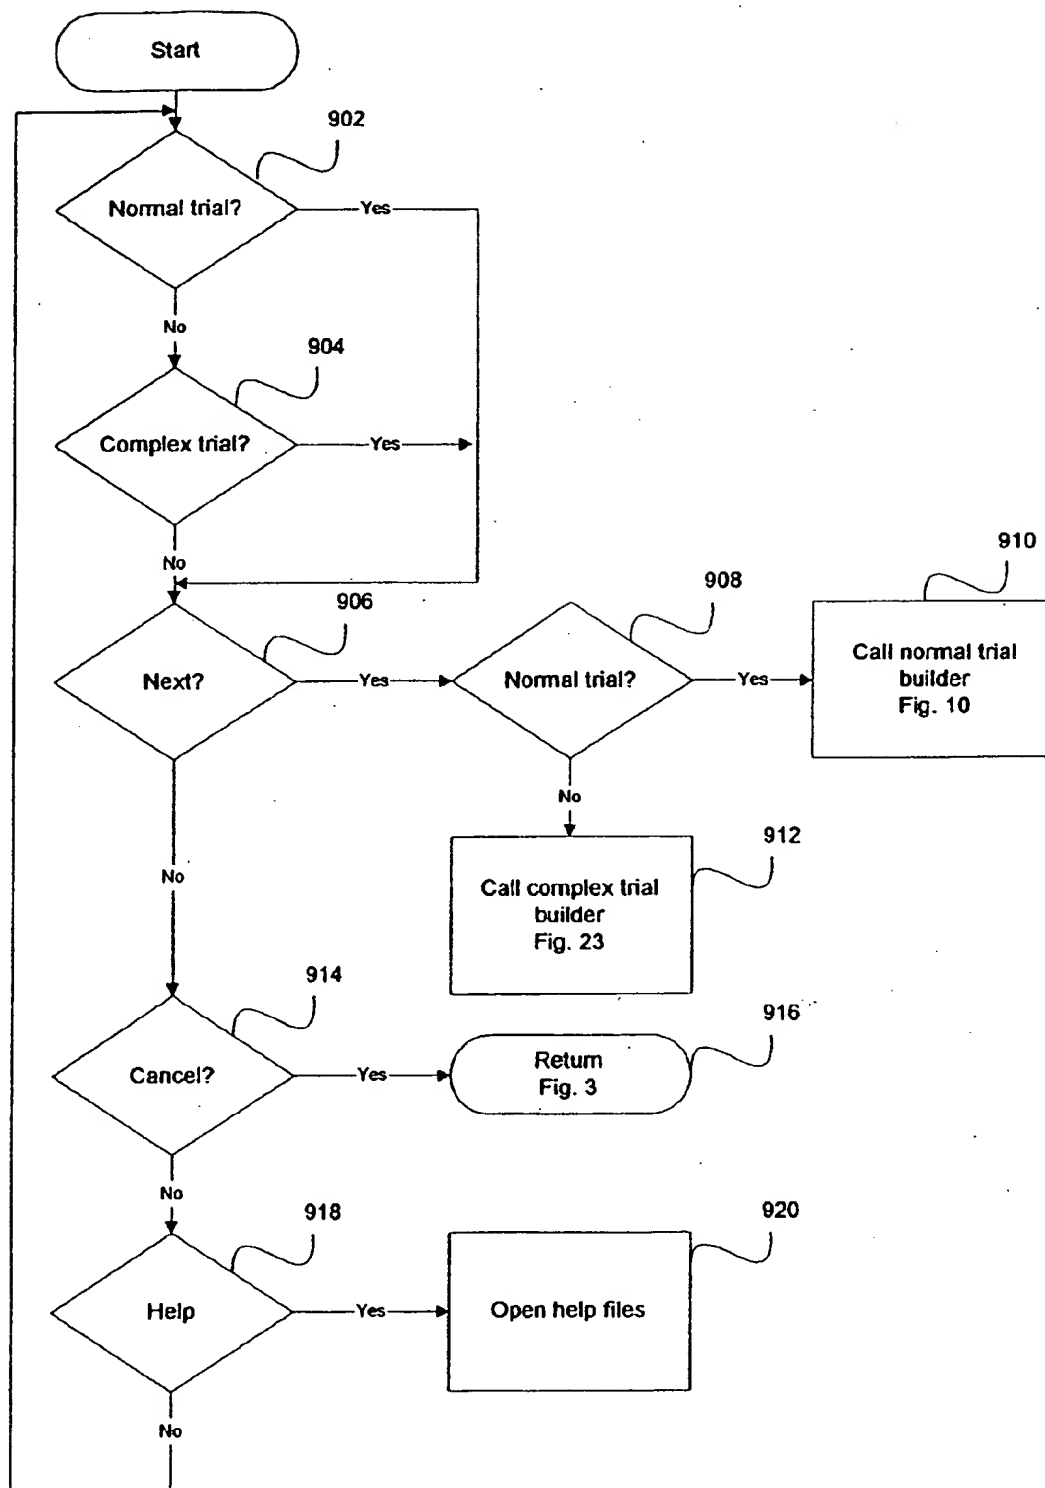 Start
902
Normal trial?
Yes
No
904
Complex trial?
Yes
No
906
Next?
Yes
908
Normal trial?
Yes
910
Call normal trial
builder
Fig. 10
No
912
Call complex trial
builder
Fig. 23
No
914
Cancel?
Yes
916
Return
Fig. 3
No
918
Help
Yes
920
Open help files
No